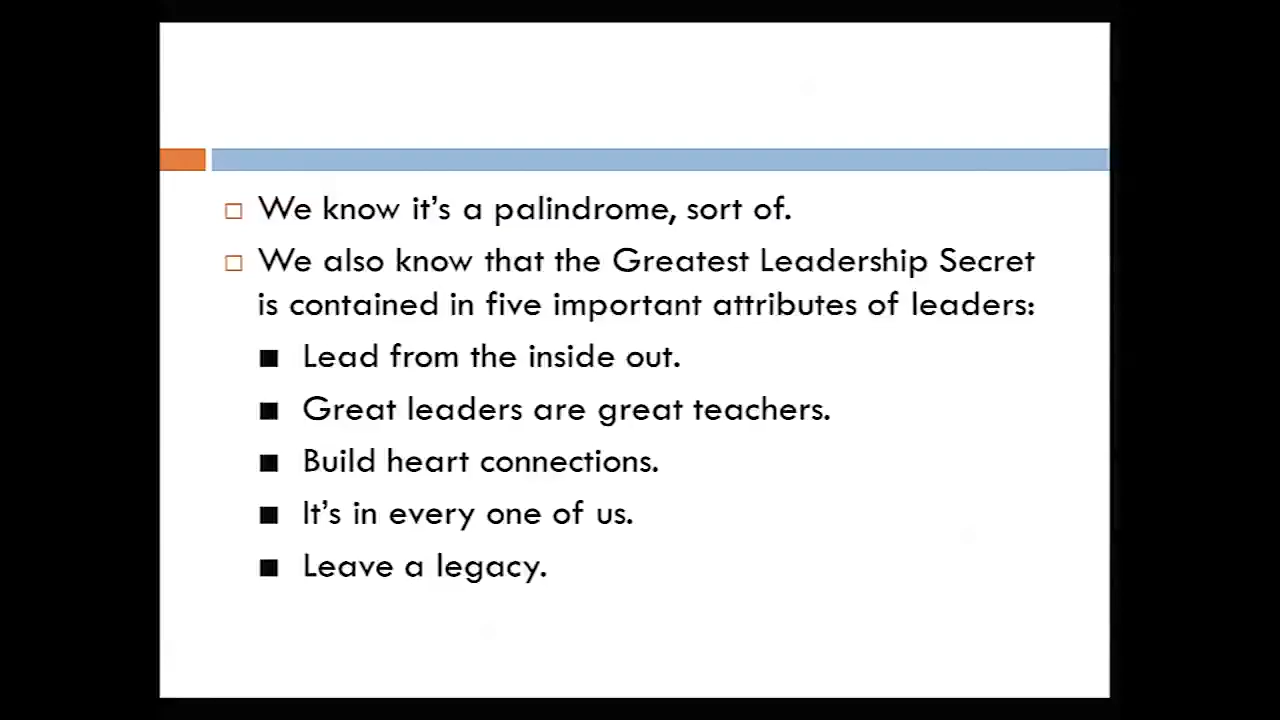 We know it's a palindrome, sort of.
We also know that the Greatest Leadership Secret
is contained in five important attributes of leaders:
Lead from the inside out.
Great leaders are great teachers.
Build heart connections.
It's in every one of us.
Leave a legacy.